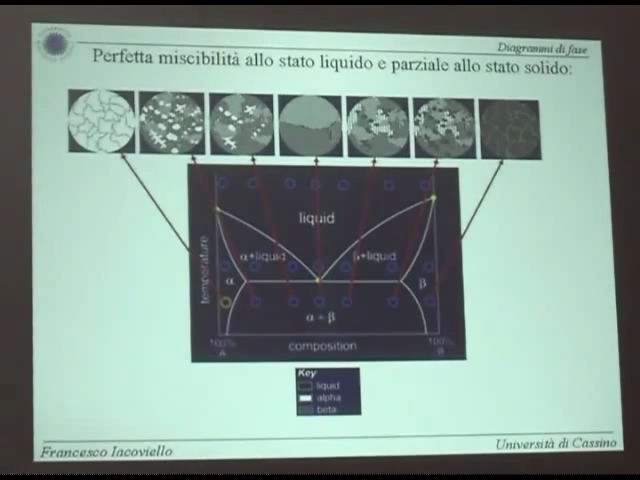 Diagrammi di fase
Perfetta miscibilità allo stato liquido e parziale allo stato solido:
liquid
α+liquid
β+liquid
temperature
α
β
α + β
100%
A
composition
100%
B
Key
liquid
alpha
beta
Francesco Iacoviello
Università di Cassino